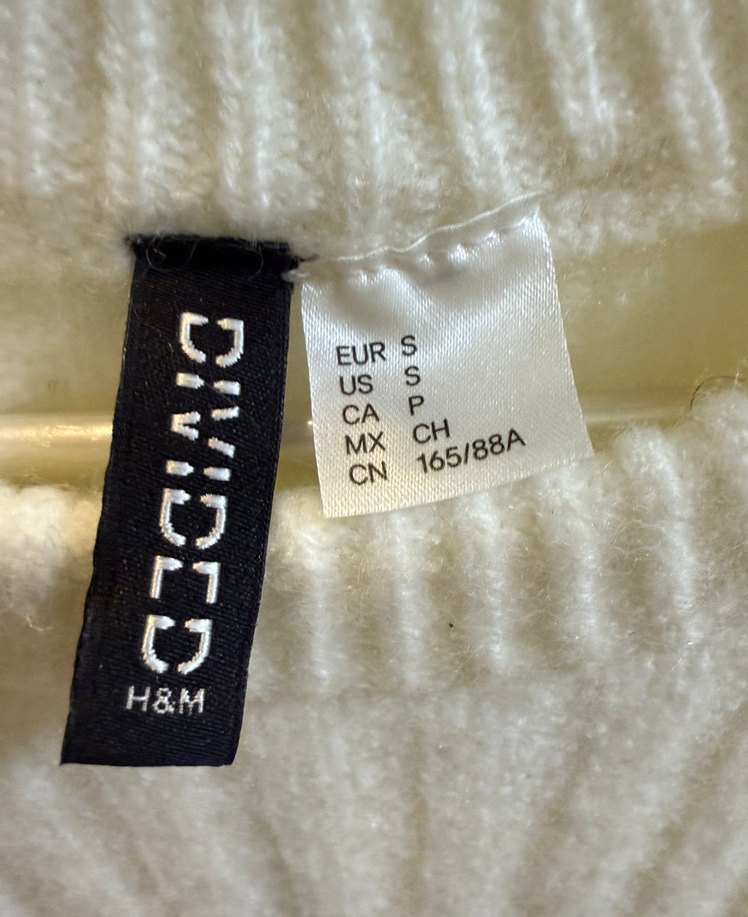 DIVIDED
H&M
EUR S
US S
CA P
MX CH
CN 165/88A